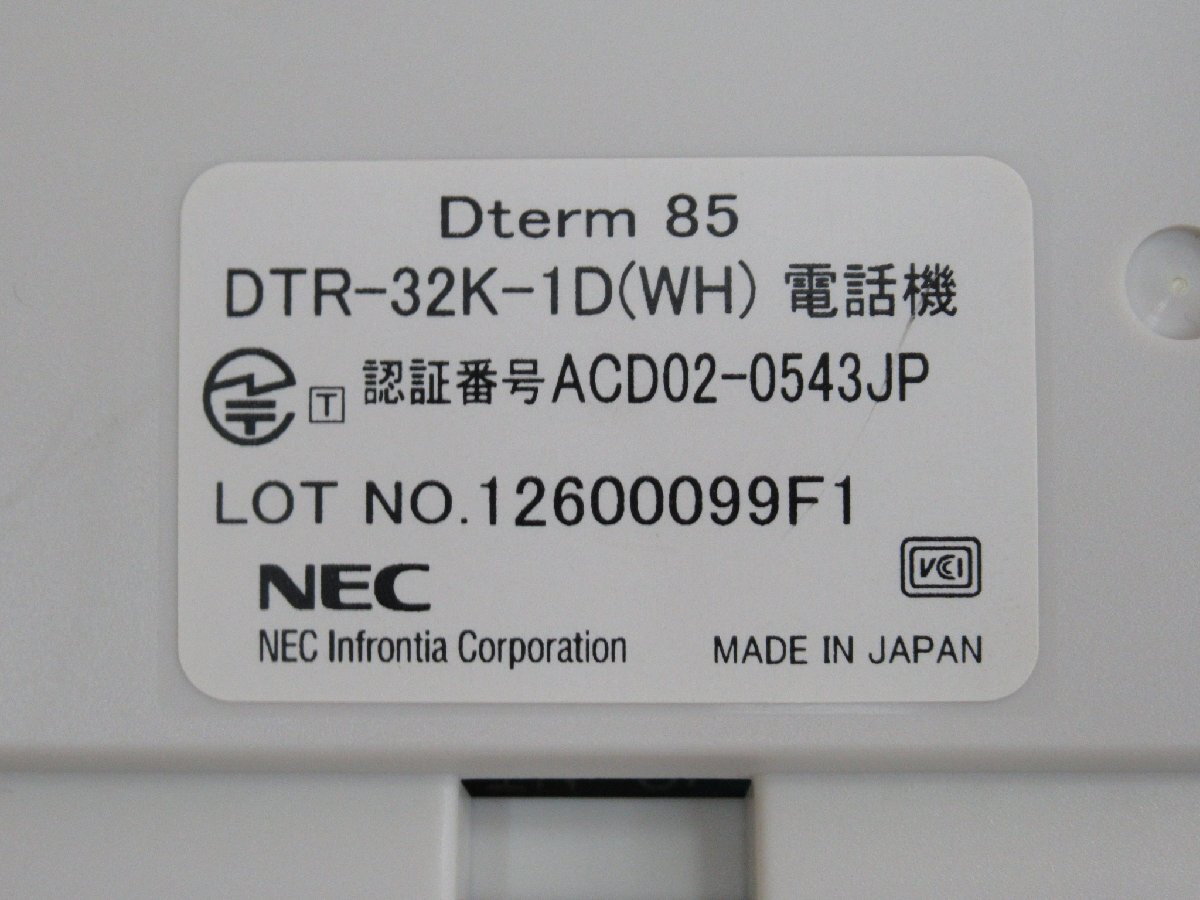 Dterm 85
DTR-32K-1D(WH) 電話機
T 認証番号ACD02-0543JP
LOT NO.12600099F1
VCCI
NEC
NEC Infrontia Corporation
MADE IN JAPAN